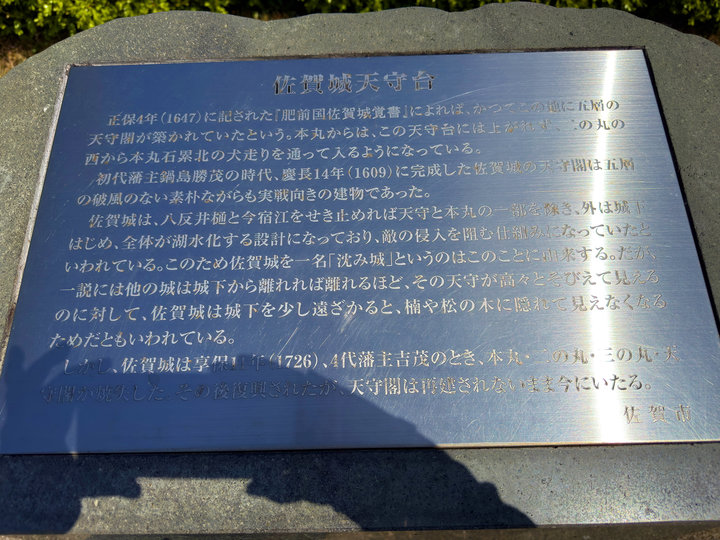 佐賀城天守台
正保4年(1647)に記された『肥前国佐賀城覚書』によれば、かつてこの地に五層の
天守閣が築かれていたという。本丸からは、この天守台には上がれず、二の丸の
西から本丸石累北の犬走りを通って入るようになっている。
初代藩主鍋島勝茂の時代、慶長14年(1609)に完成した佐賀城の天守閣は五層
の破風のない素朴ながらも実戦向きの建物であった。
佐賀城は、八反井樋と今宿江をせき止めれば天守と本丸の一部を除き、外は城下
はじめ、全体が湖水化する設計になっており、敵の侵入を阻む仕組みになっていたと
いわれている。このため佐賀城を一名「沈み城」というのはこのことに由来する。だが、
一説には他の城は城下から離れれば離れるほど、その天守が高々とそびえて見える
のに対して、佐賀城は城下を少し遠ざかると、楠や松の木に隠れて見えなくなる
ためだともいわれている。
しかし、佐賀城は享保1 年(1726)、4代藩主吉茂のとき、本丸・二の丸・三の丸・天
守閣が焼失した。その後復興されたが、天守閣は再建されないまま今にいたる。
佐賀市